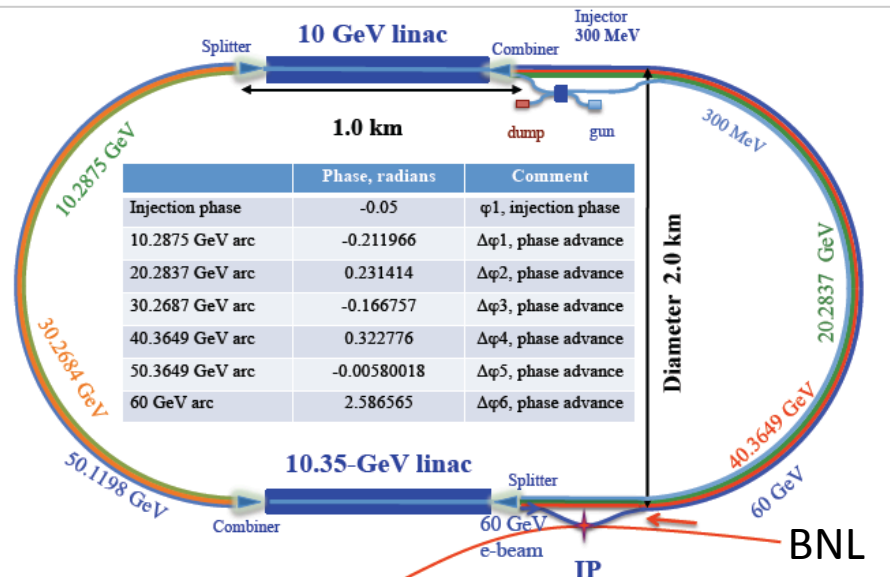 Injector
300 MeV
10 GeV linac
Splitter
Combiner
1.0 km
dump
gun
300 MeV
10.2875 GeV
Phase, radians Comment
Injection phase -0.05 φ1, injection phase
10.2875 GeV arc -0.211966 Δφ1, phase advance
20.2837 GeV arc 0.231414 Δφ2, phase advance
30.2687 GeV arc -0.166757 Δφ3, phase advance
40.3649 GeV arc 0.322776 Δφ4, phase advance
50.3649 GeV arc -0.00580018 Δφ5, phase advance
60 GeV arc 2.586565 Δφ6, phase advance
Diameter 2.0 km
20.2837 GeV
30.2684 GeV
40.3649 GeV
50.1198 GeV
60 GeV
10.35-GeV linac
Splitter
Combiner
60 GeV
e-beam
IP
BNL